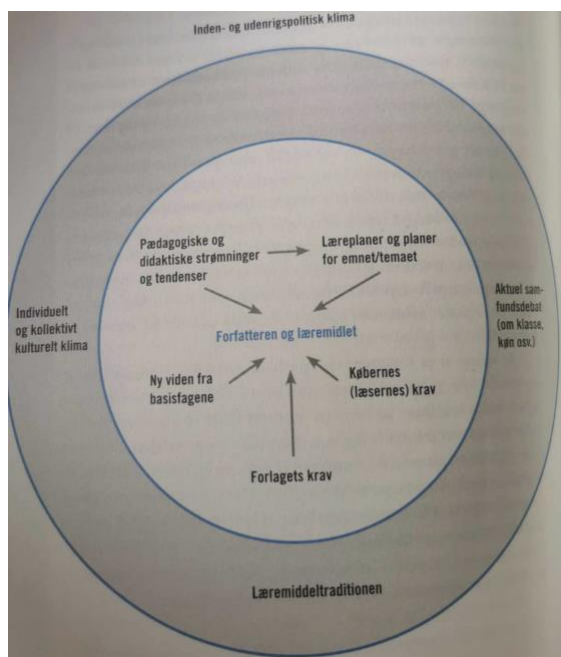 Inden- og udenrigspolitisk klima
Pædagogiske og
didaktiske strømninger
og tendenser
Læreplaner og planer
for emnet/temaet
Individuelt
og kollektivt
kulturelt klima
Aktuel sam-
fundsdebat
(om klasse,
køn osv.)
Forfatteren og læremidlet
Ny viden fra
basisfagene
Købernes
(læsernes) krav
Forlagets krav
Læremiddeltraditionen